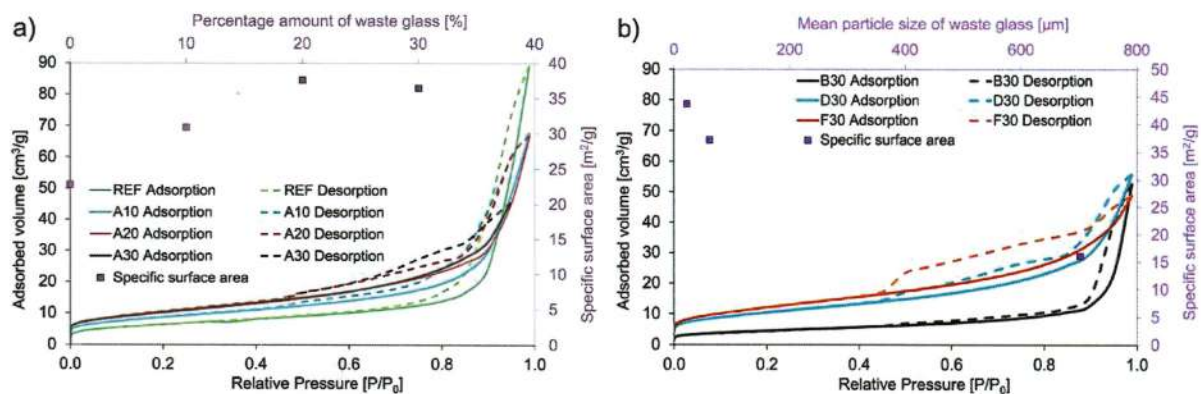 a)
Percentage amount of waste glass [%]
0 10 20 30 40
90 80 70 60 50 40 30 20 10 0
Adsorbed volume [cm³/g]
REF Adsorption REF Desorption
A10 Adsorption A10 Desorption
A20 Adsorption A20 Desorption
A30 Adsorption A30 Desorption
Specific surface area
40 35 30 25 20 15 10 5 0
Specific surface area [m²/g]
0.0 0.2 0.4 0.6 0.8 1.0
Relative Pressure [P/P₀]
b)
Mean particle size of waste glass [µm]
0 200 400 600 800
90 80 70 60 50 40 30 20 10 0
Adsorbed volume [cm³/g]
B30 Adsorption B30 Desorption
D30 Adsorption D30 Desorption
F30 Adsorption F30 Desorption
Specific surface area
50 45 40 35 30 25 20 15 10 5 0
Specific surface area [m²/g]
0.0 0.2 0.4 0.6 0.8 1.0
Relative Pressure [P/P₀]